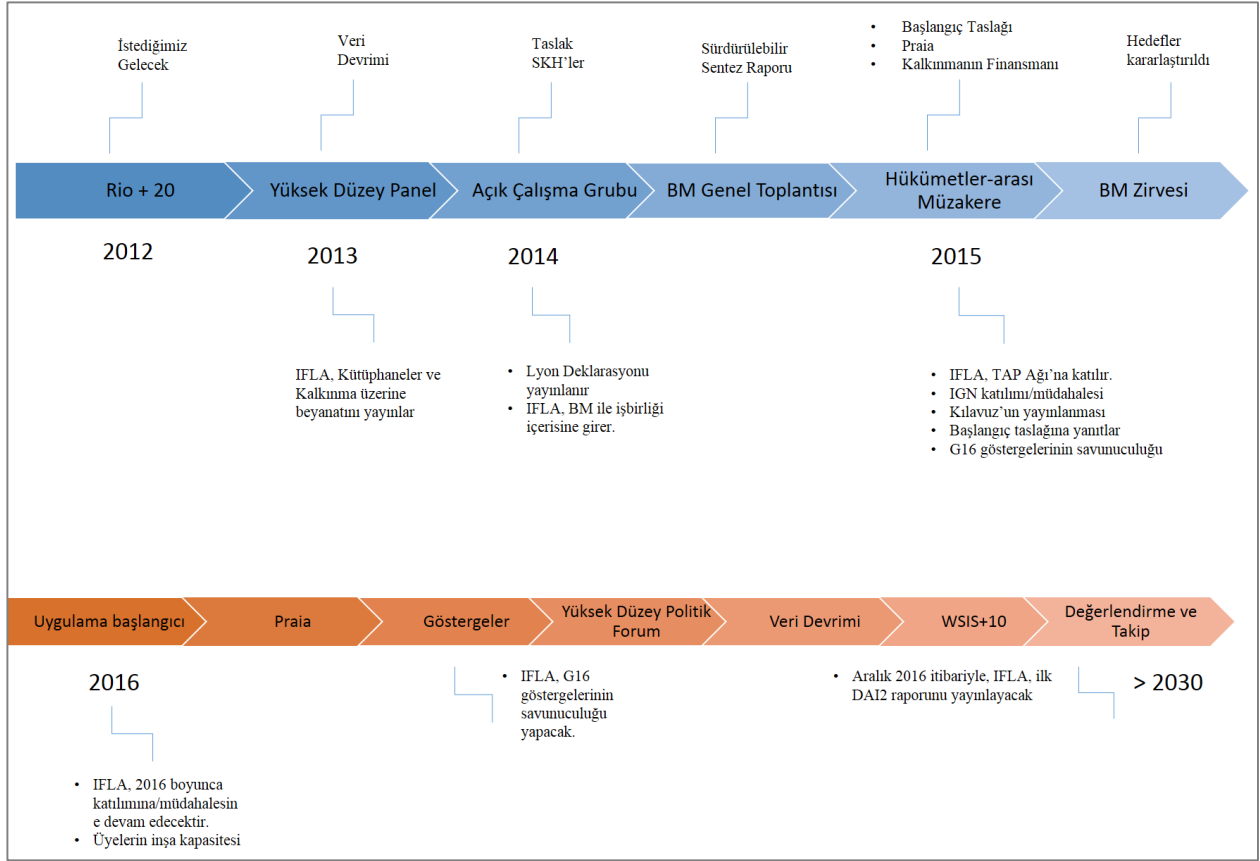 İstediğimiz
Gelecek
Veri
Devrimi
Taslak
SKH’ler
Sürdürülebilir
Sentez Raporu
• Başlangıç Taslağı
• Praia
• Kalkınmanın Finansmanı
Hedefler
kararlaştırıldı
Rio + 20
Yüksek Düzey Panel
Açık Çalışma Grubu
BM Genel Toplantısı
Hükümetler-arası
Müzakere
BM Zirvesi
2012
2013
2014
2015
IFLA, Kütüphaneler ve
Kalkınma üzerine
beyanatını yayınlar
• Lyon Deklarasyonu
yayınlanır
• IFLA, BM ile işbirliği
içerisine girer.
• IFLA, TAP Ağı’na katılır.
• IGN katılımı/müdahalesi
• Kılavuz’un yayınlanması
• Başlangıç taslağına yanıtlar
• G16 göstergelerinin savunuculuğu
Uygulama başlangıcı
Praia
Göstergeler
Yüksek Düzey Politik
Forum
Veri Devrimi
WSIS+10
Değerlendirme ve
Takip
2016
• IFLA, G16
göstergelerinin
savunuculuğu
yapacak.
• Aralık 2016 itibariyle, IFLA, ilk
DAI2 raporunu yayınlayacak
> 2030
• IFLA, 2016 boyunca
katılımına/müdahalesin
e devam edecektir.
• Üyelerin inşa kapasitesi